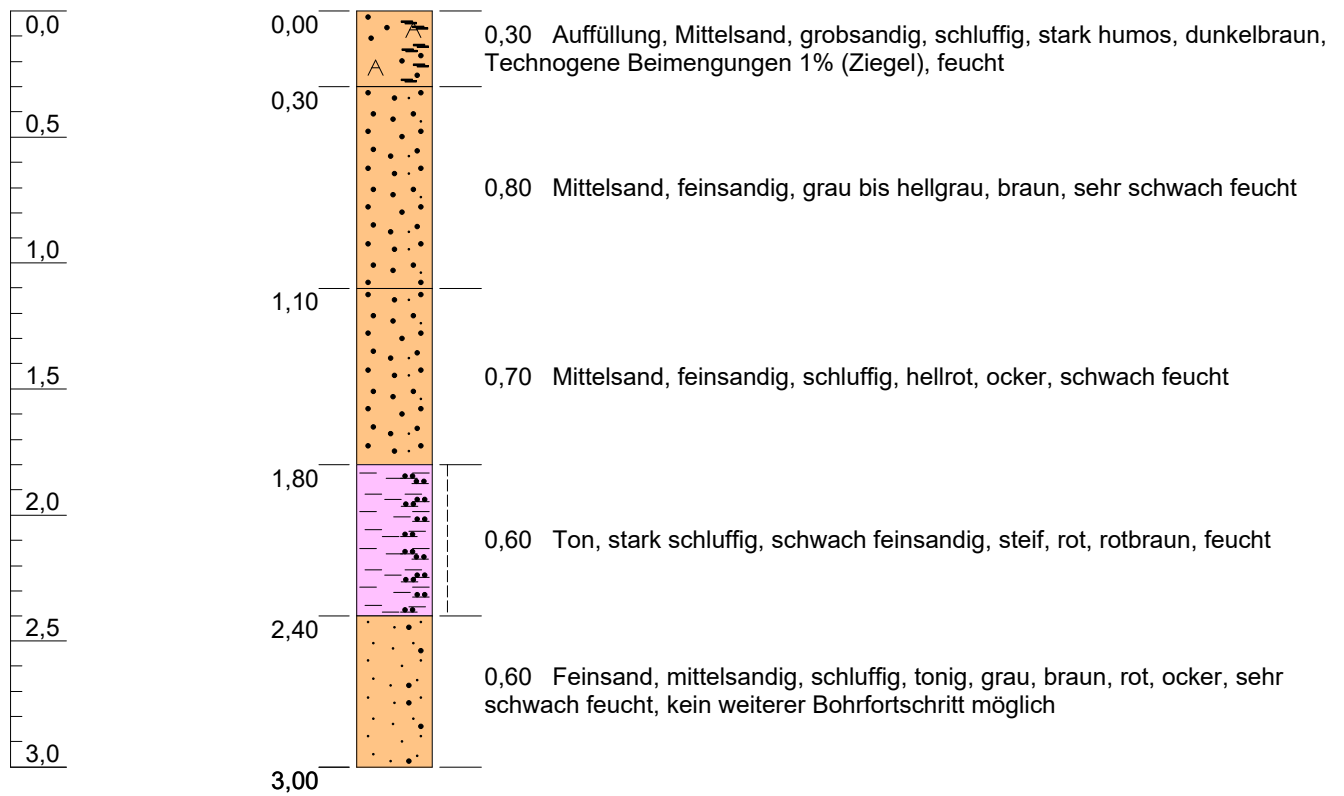 0,0
0,5
1,0
1,5
2,0
2,5
3,0
0,00
0,30
1,10
1,80
2,40
3,00
0,30 Auffüllung, Mittelsand, grobsandig, schluffig, stark humos, dunkelbraun,
Technogene Beimengungen 1% (Ziegel), feucht
0,80 Mittelsand, feinsandig, grau bis hellgrau, braun, sehr schwach feucht
0,70 Mittelsand, feinsandig, schluffig, hellrot, ocker, schwach feucht
0,60 Ton, stark schluffig, schwach feinsandig, steif, rot, rotbraun, feucht
0,60 Feinsand, mittelsandig, schluffig, tonig, grau, braun, rot, ocker, sehr
schwach feucht, kein weiterer Bohrfortschritt möglich
A
A